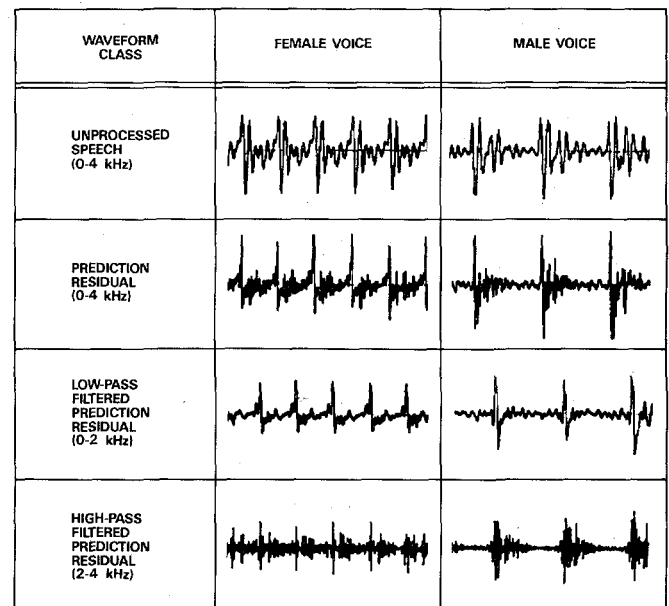 WAVEFORM CLASS
FEMALE VOICE
MALE VOICE
UNPROCESSED
SPEECH
(0-4 kHz)
PREDICTION
RESIDUAL
(0-4 kHz)
LOW-PASS
FILTERED
PREDICTION
RESIDUAL
(0-2 kHz)
HIGH-PASS
FILTERED
PREDICTION
RESIDUAL
(2-4 kHz)